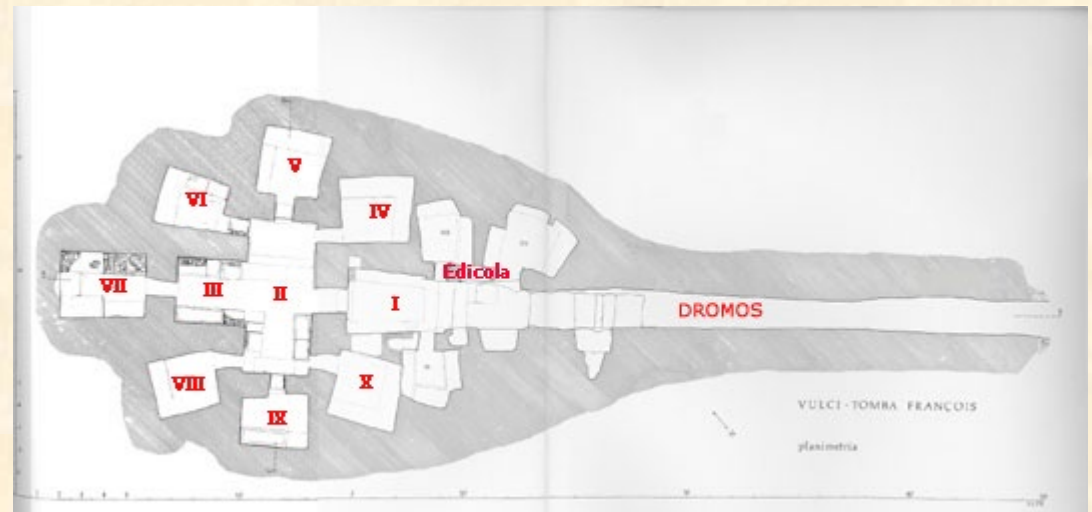 V
VI
IV
Edicola
VII
III
II
I
DROMOS
VIII
X
IX
VULCI - TOMBA FRANÇOIS
planimetria